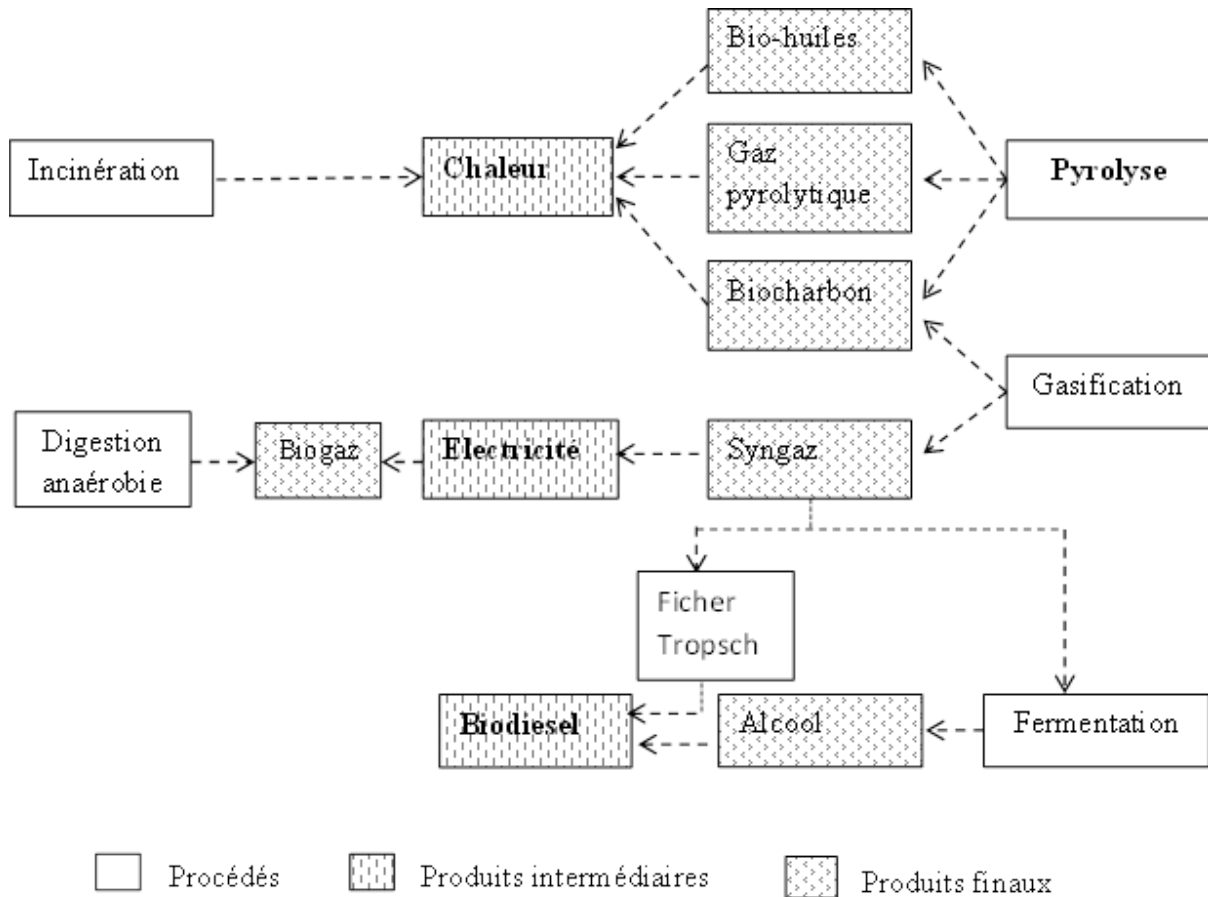 Bio-huiles
Incinération
Chaleur
Gaz
pyrolytique
Pyrolyse
Biocharbon
Gasification
Digestion
anaérobie
Biogaz
Electricité
Syngaz
Ficher
Tropsch
Biodiesel
Alcool
Fermentation
Procédés
Produits intermédiaires
Produits finaux